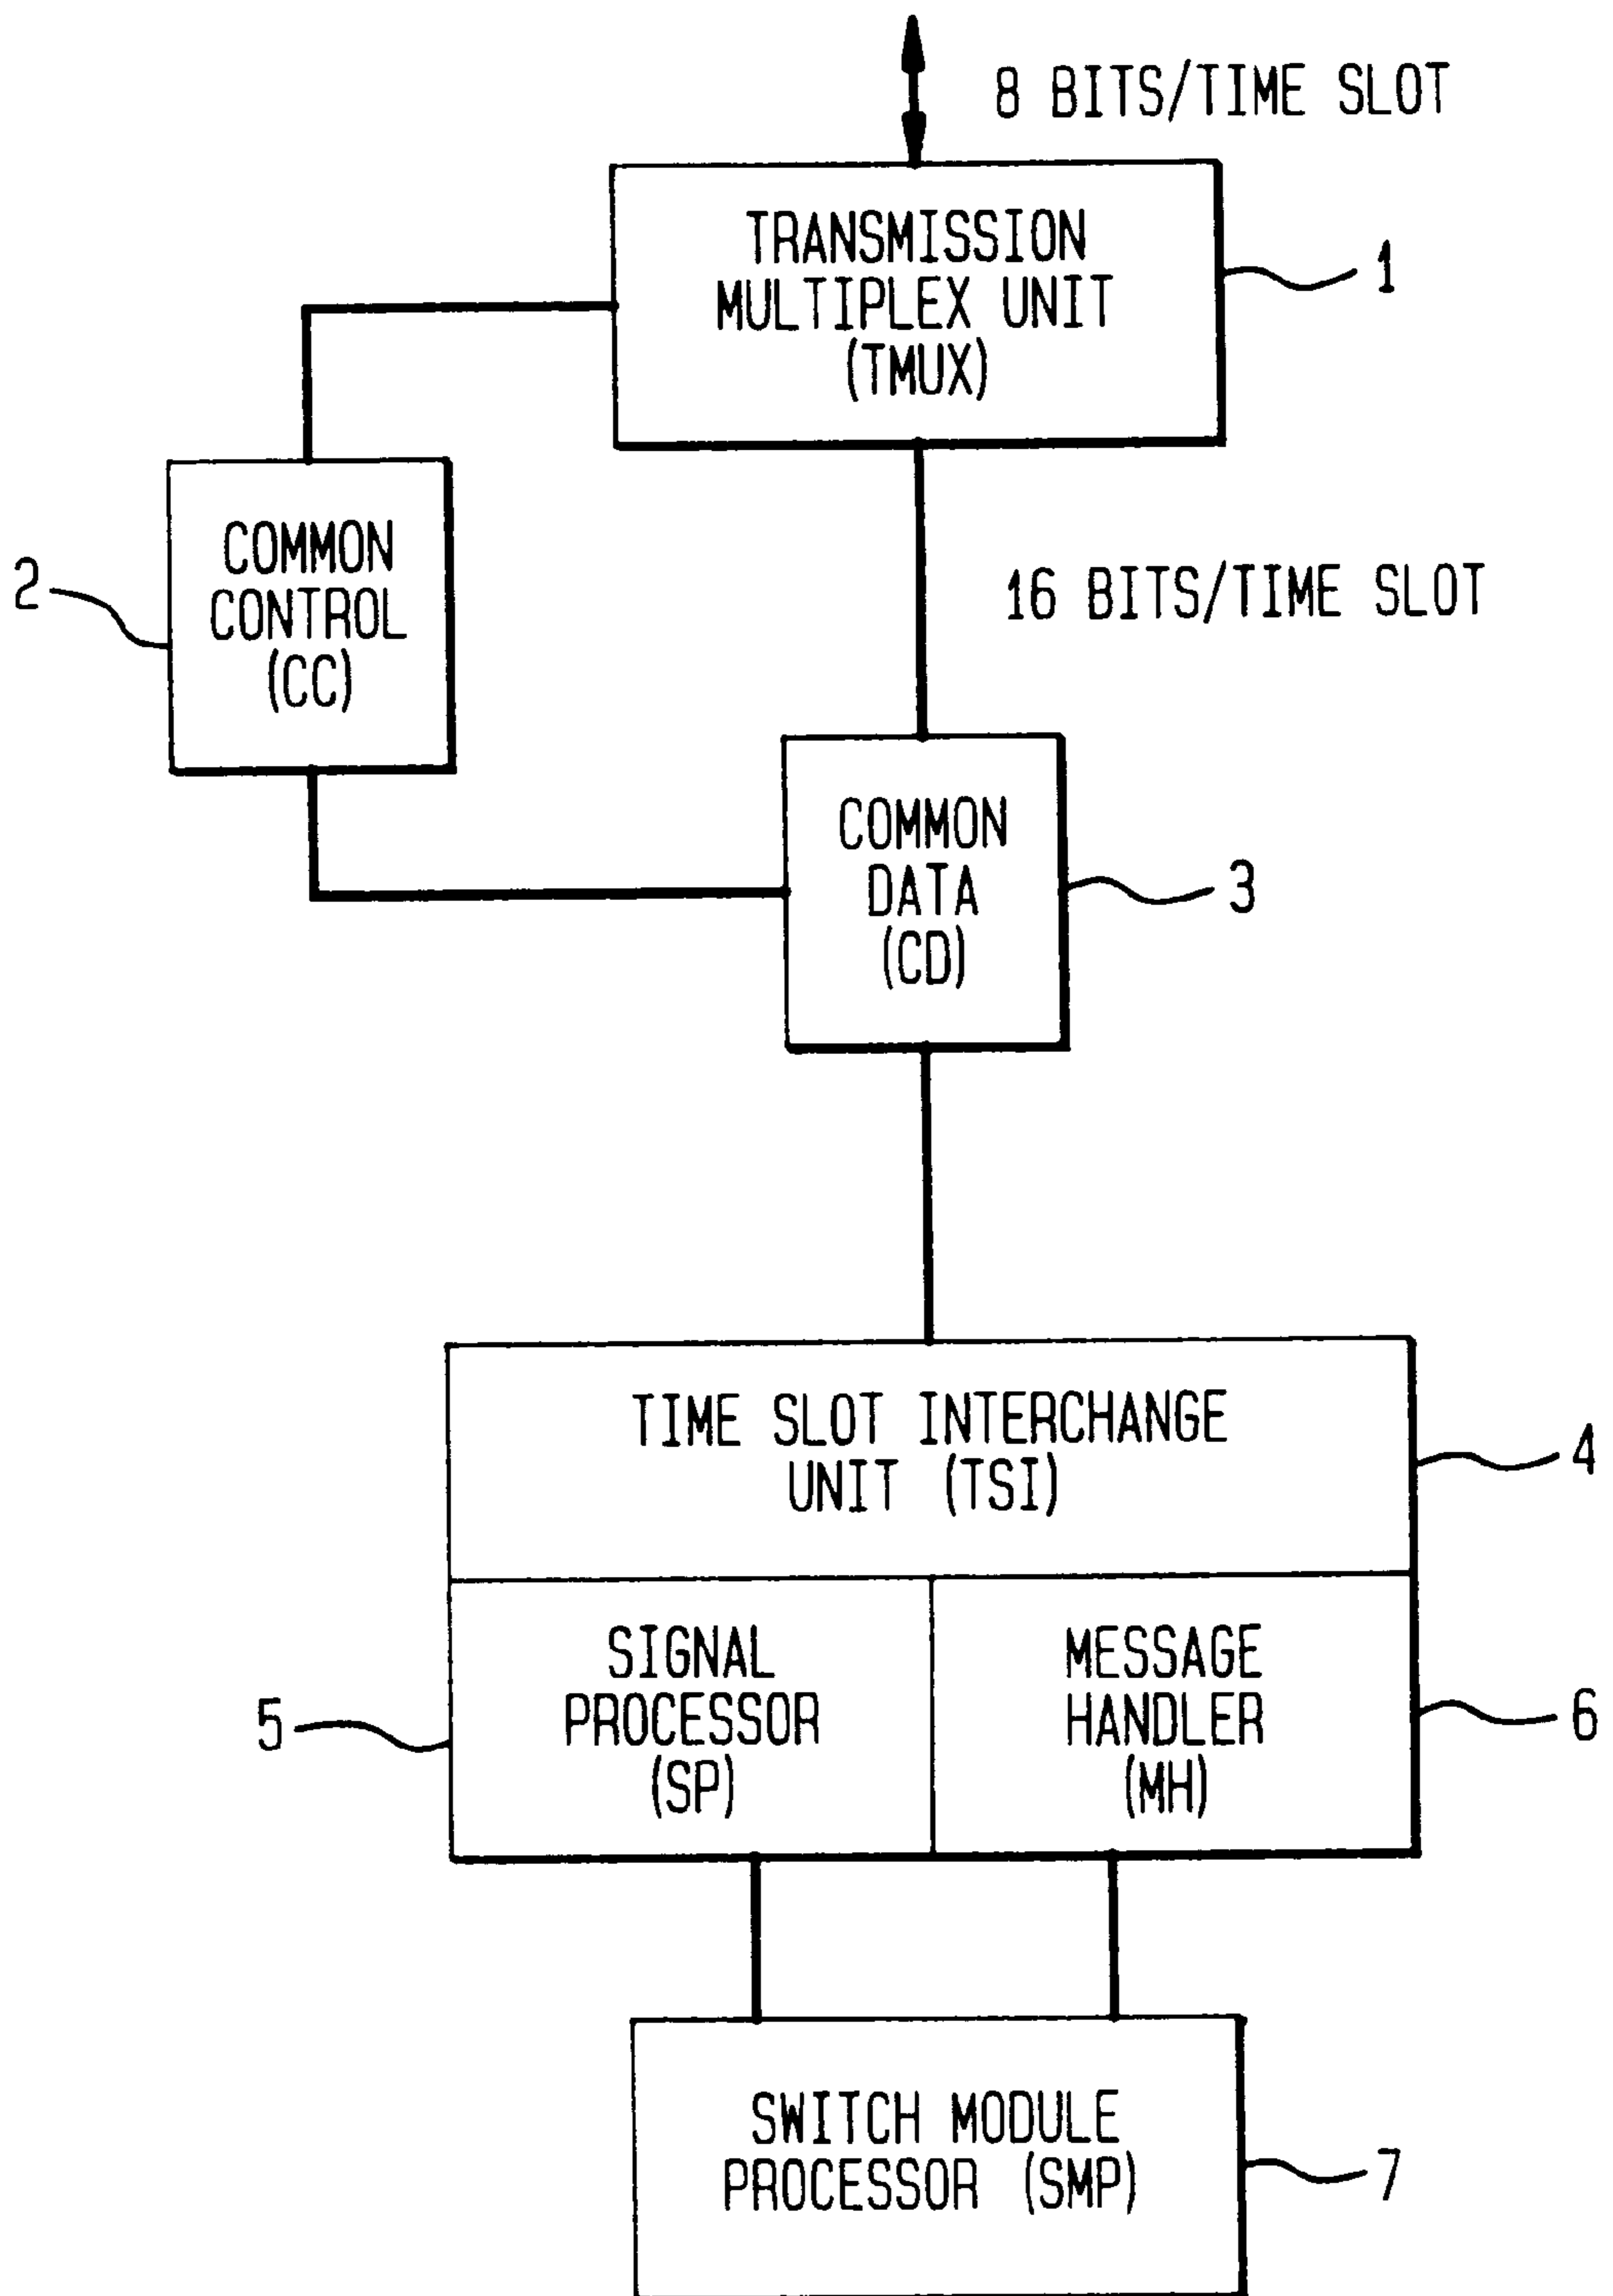 8 BITS/TIME SLOT
TRANSMISSION
MULTIPLEX UNIT
(TMUX)
1
COMMON
CONTROL
(CC)
2
16 BITS/TIME SLOT
COMMON
DATA
(CD)
3
TIME SLOT INTERCHANGE
UNIT (TSI)
4
SIGNAL
PROCESSOR
(SP)
5
MESSAGE
HANDLER
(MH)
6
SWITCH MODULE
PROCESSOR (SMP)
7